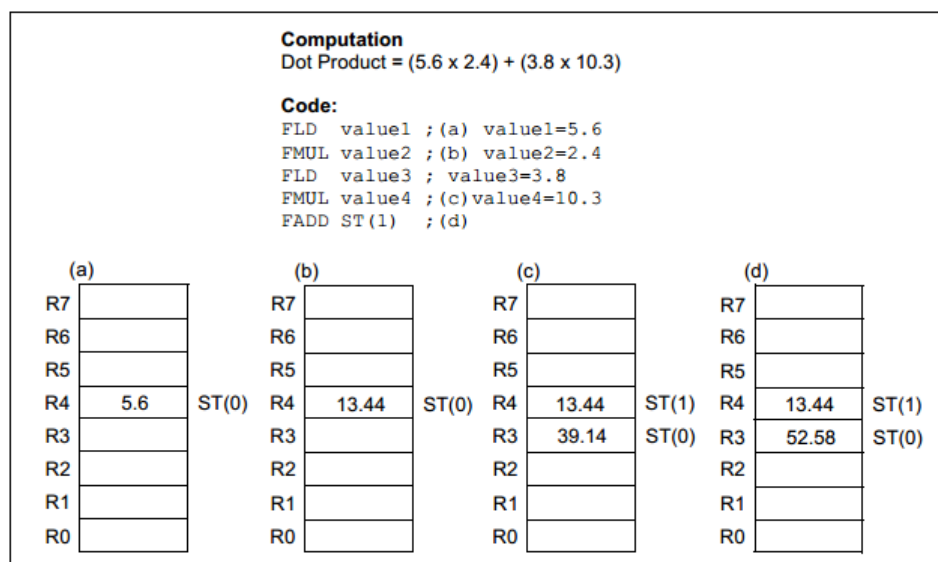 Computation
Dot Product = (5.6 x 2.4) + (3.8 x 10.3)
Code:
FLD value1 ;(a) value1=5.6
FMUL value2 ;(b) value2=2.4
FLD value3 ; value3=3.8
FMUL value4 ;(c)value4=10.3
FADD ST(1) ;(d)
(a) (b) (c) (d)
R7 R7 R7 R7
R6 R6 R6 R6
R5 R5 R5 R5
R4 5.6 ST(0) R4 13.44 ST(0) R4 13.44 ST(1) R4 13.44 ST(1)
R3 R3 R3 39.14 ST(0) R3 52.58 ST(0)
R2 R2 R2 R2
R1 R1 R1 R1
R0 R0 R0 R0